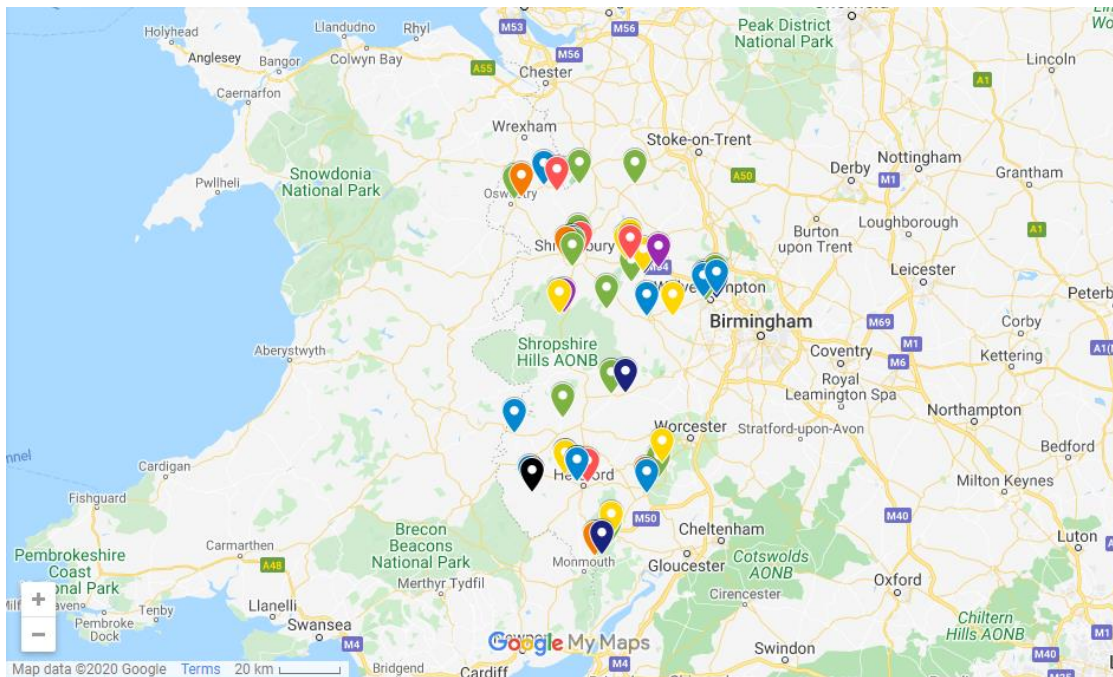 Holyhead
Llandudno
Rhyl
M53
M56
Peak District
National Park
Anglesey
Bangor
Colwyn Bay
M56
A55
Chester
A1
Lincoln
Caernarfon
Wrexham
Stoke-on-Trent
Nottingham
Snowdonia
National Park
Pwllheli
A50
Derby
M1
Grantham
Burton
upon Trent
Loughborough
A1
Leicester
Birmingham
M69
Corby
Shropshire
Hills AONB
M1
Aberystwyth
Coventry
M6
Kettering
Royal
Leamington Spa
Northampton
Worcester
Stratford-upon-Avon
Bedford
Cardigan
Milton Keynes
Fishguard
M50
M40
Brecon
Beacons
National Park
Cheltenham
Luton
Pembrokeshire
Coast
Carmarthen
A48
Monmouth
Gloucester
Cotswolds
AONB
Merthyr Tydfil
Oxford
Tenby
Llanelli
Cirencester
Pembroke
Dock
Swansea
Chiltern
Hills AONB
M4
M40
M1
Google My Maps
Swindon
Bridgend
Cardiff
M4
Map data ©2020 Google
Terms
20 km